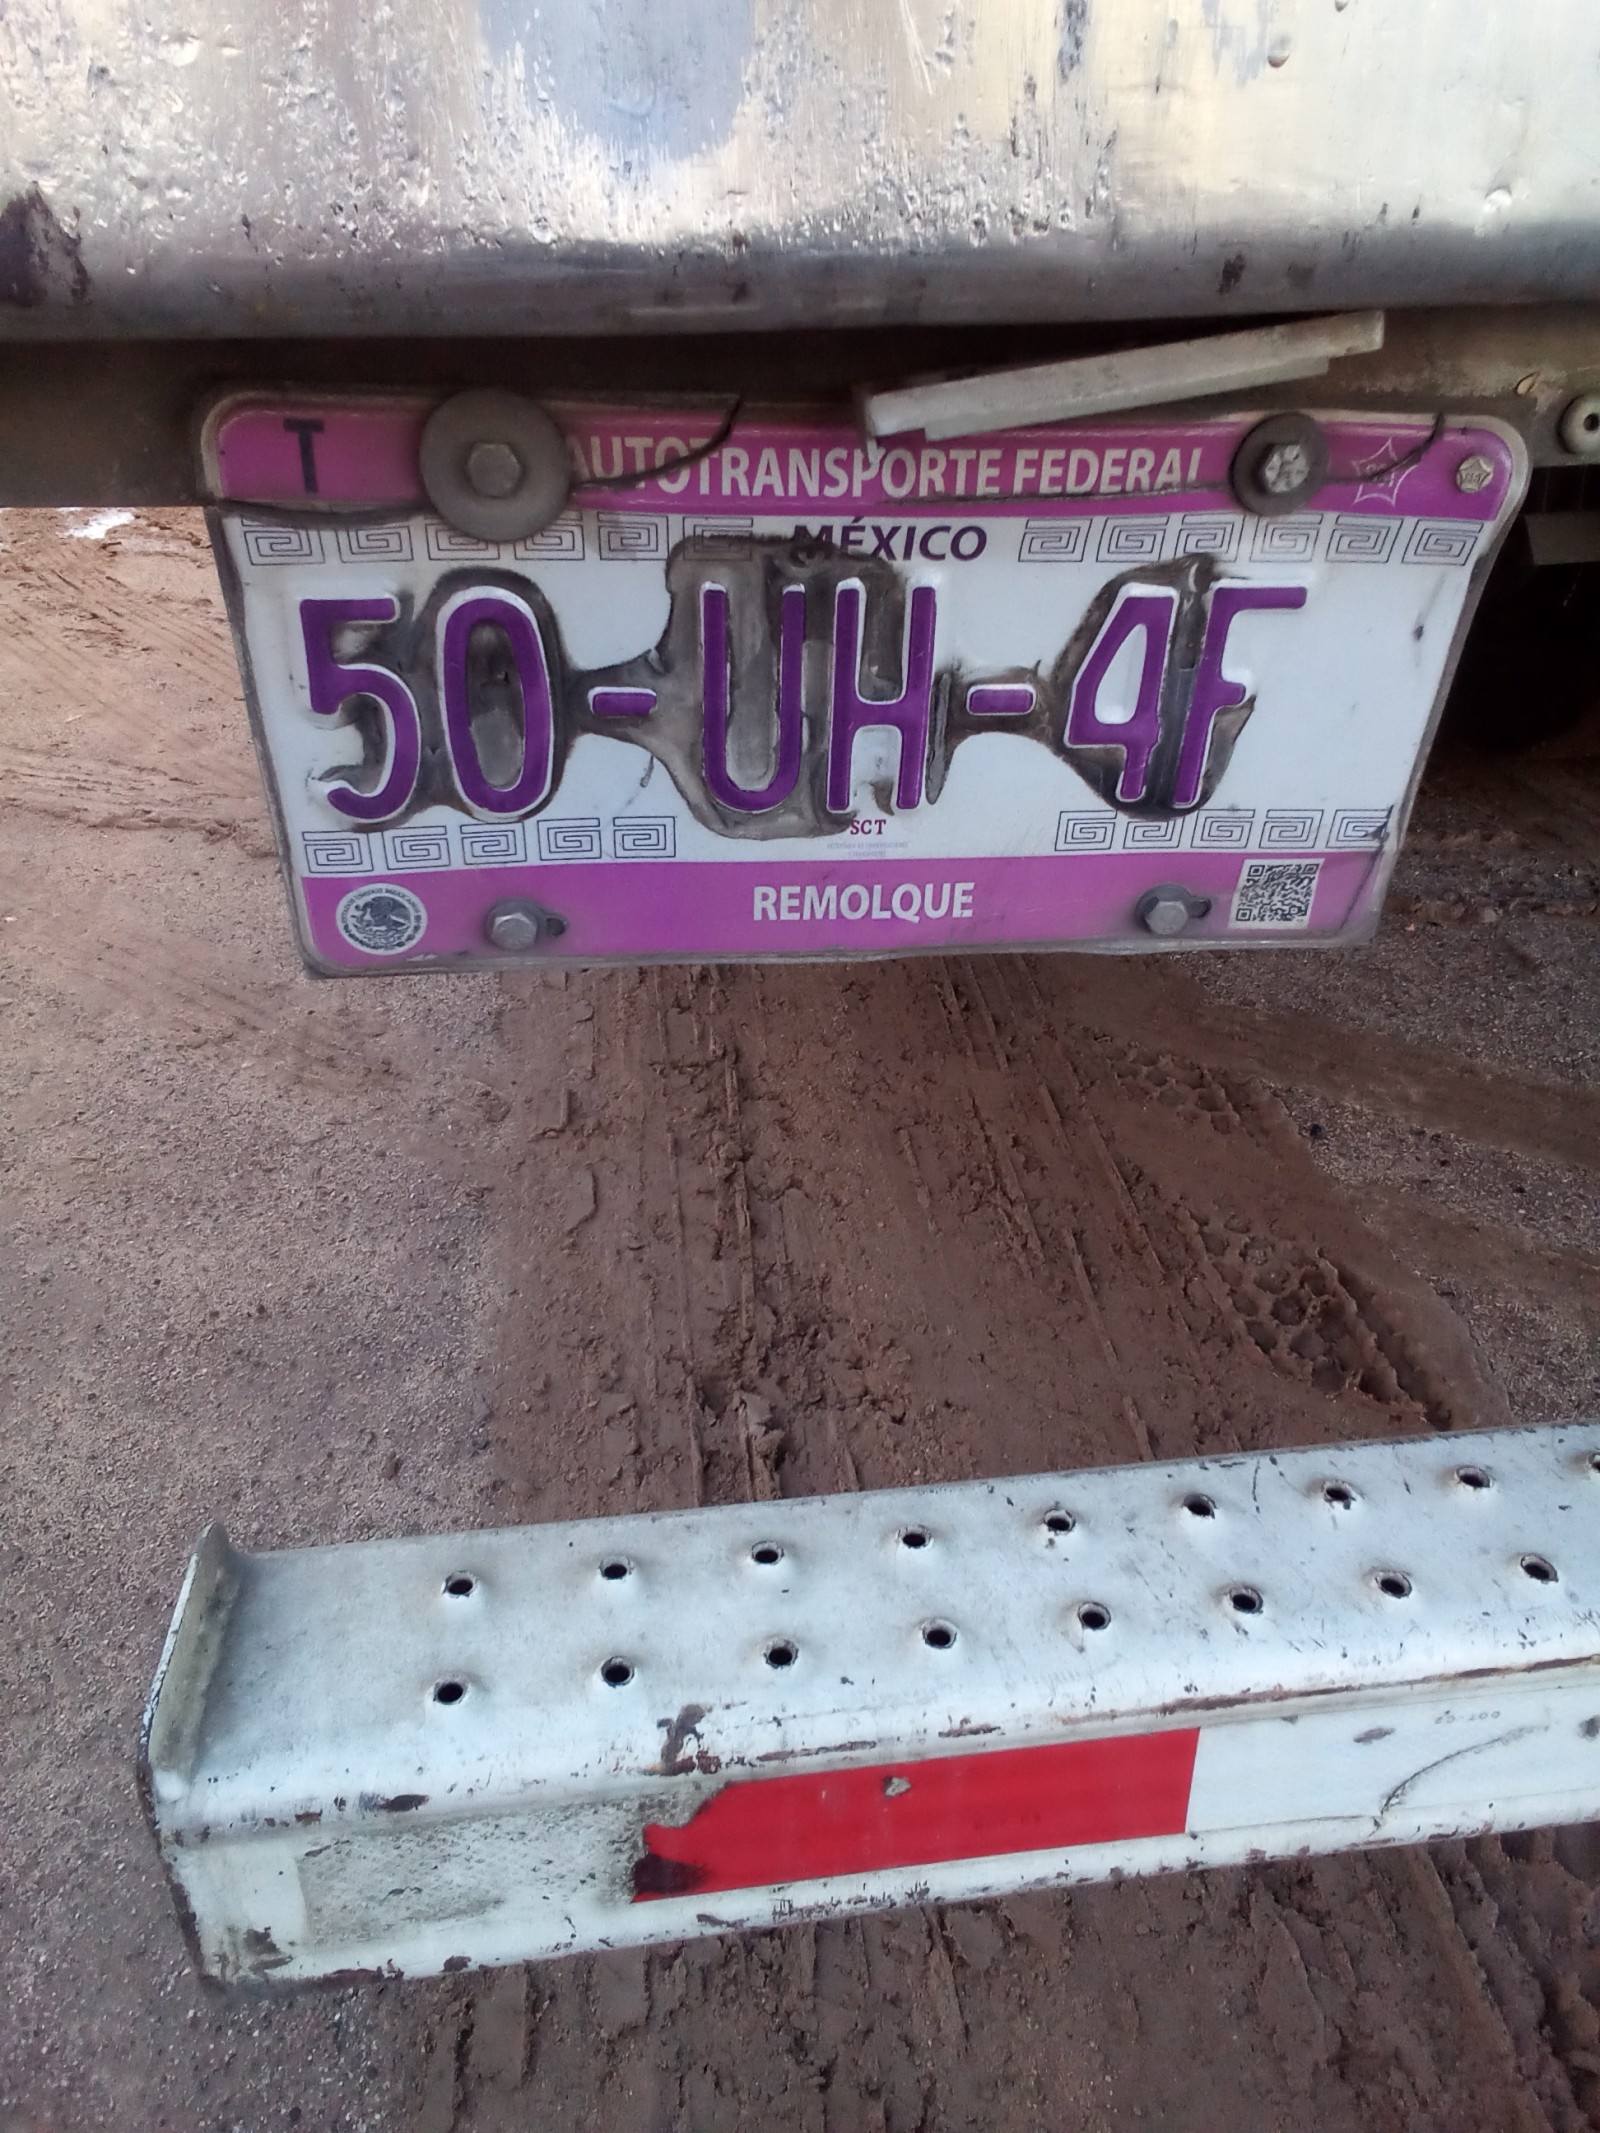 T AUTOTRANSPORTE FEDERAL
MÉXICO
50-UH-4F
SCT
REMOLQUE